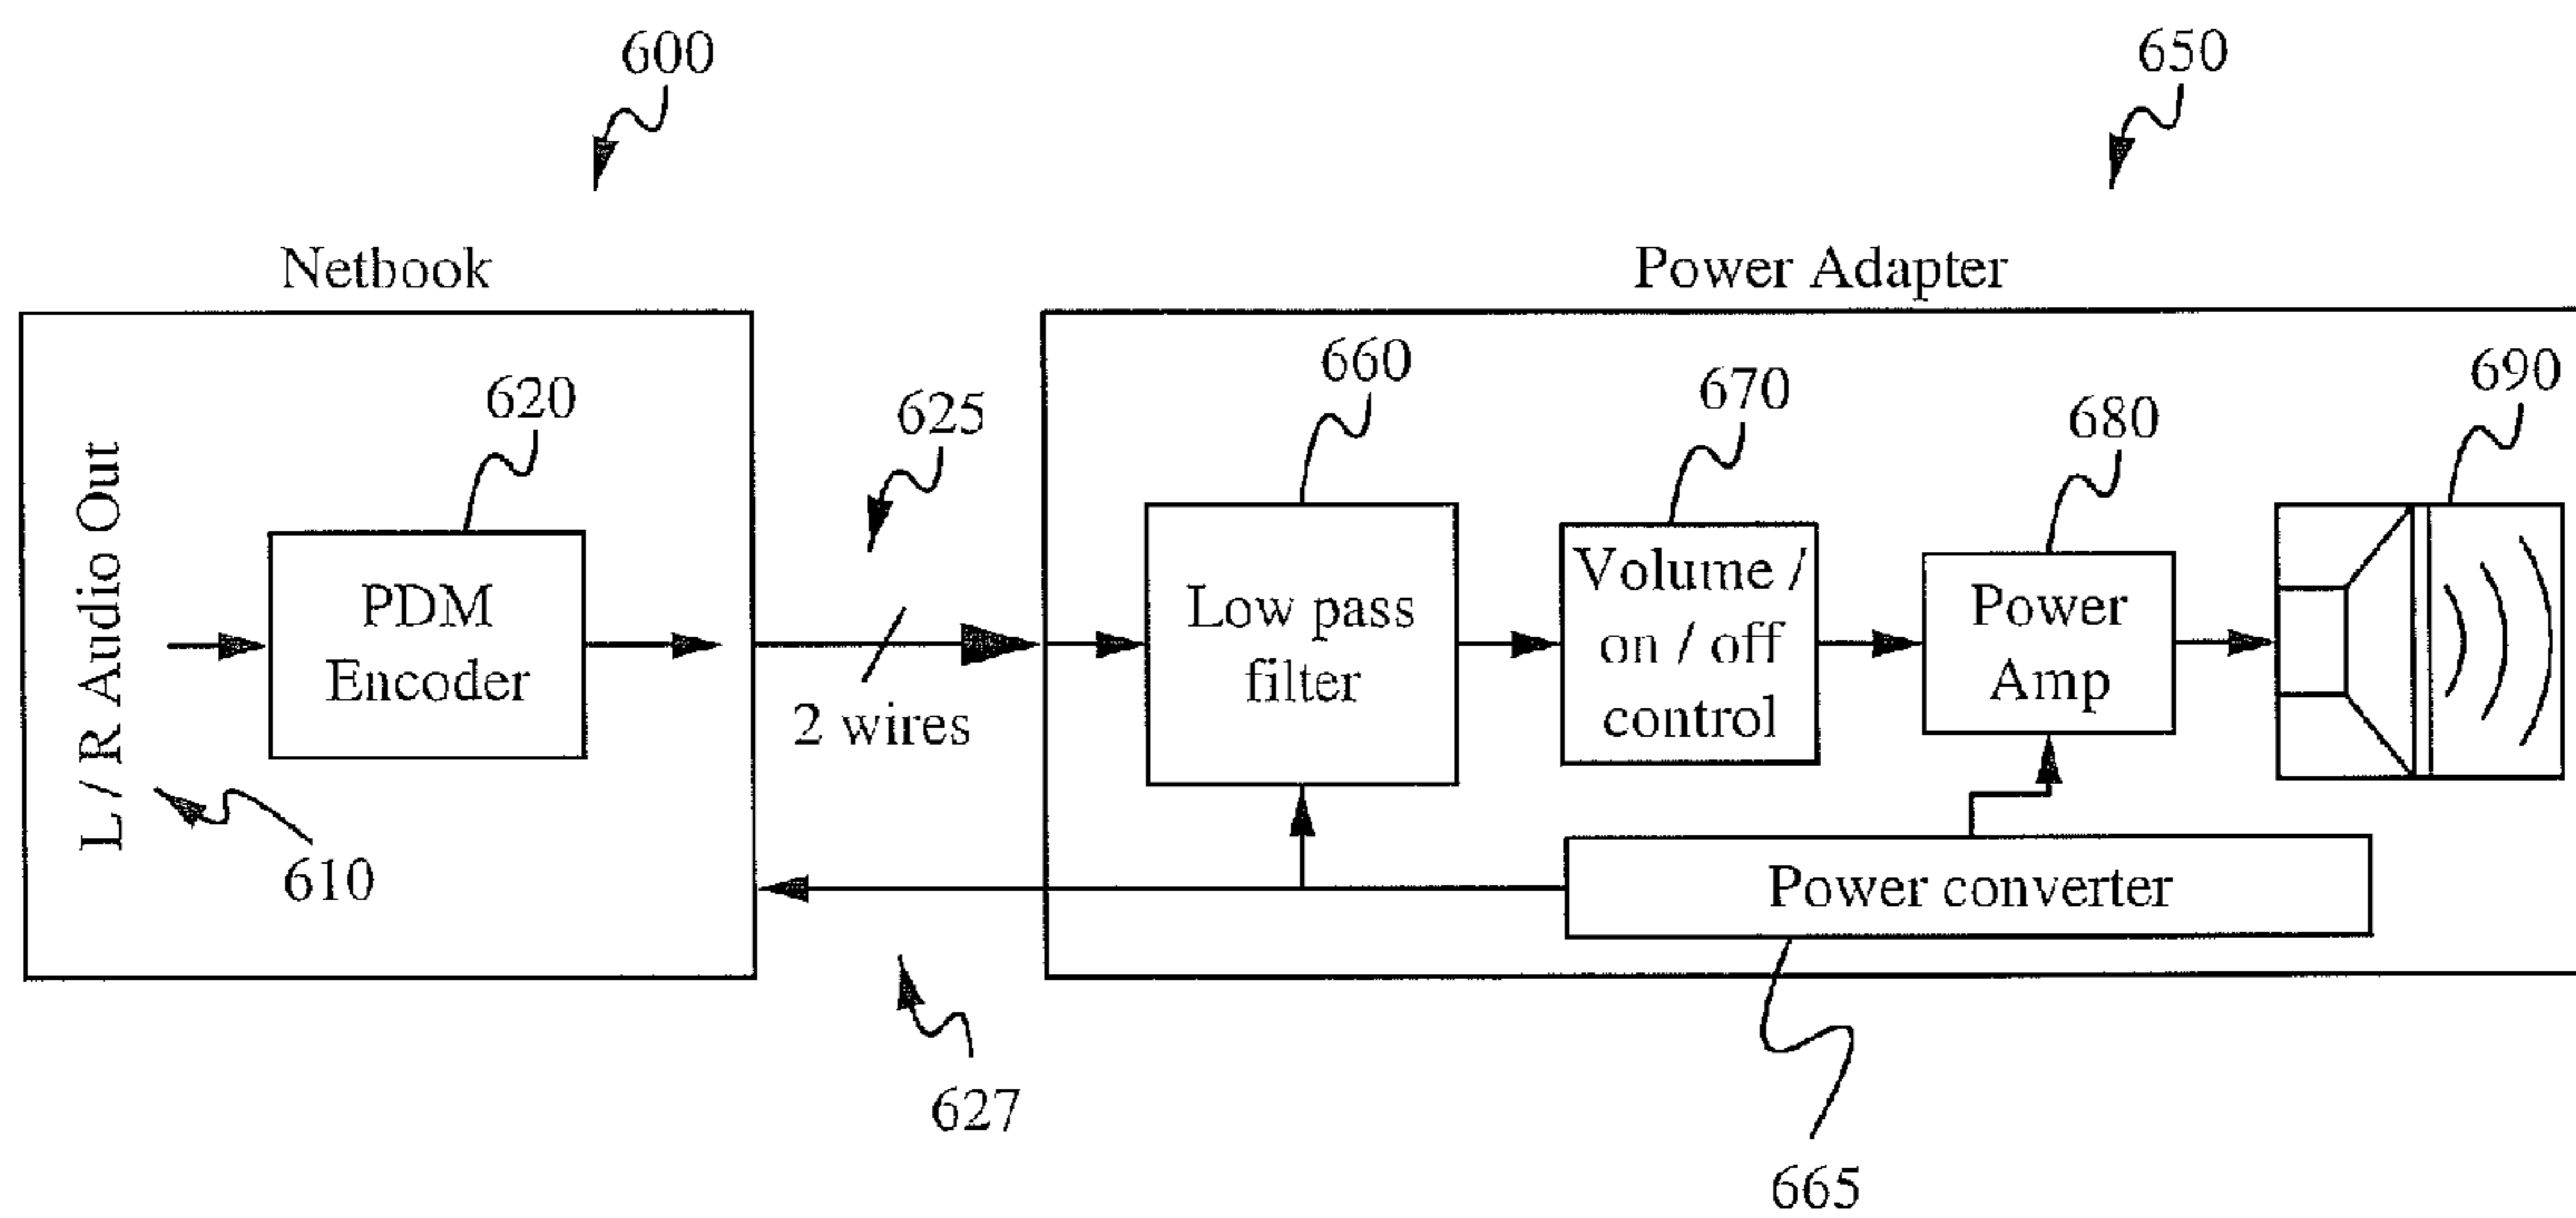 600
650
Netbook
Power Adapter
620
625
660
670
680
690
L / R Audio Out
PDM
Encoder
2 wires
Low pass
filter
Volume /
on / off
control
Power
Amp
610
Power converter
627
665